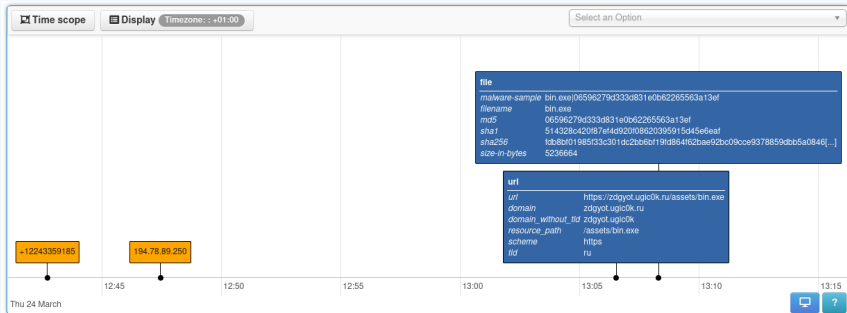 Time scope
Display Timezone: : +01:00
Select an Option
file
malware-sample bin.exe|06596279d333d831e0b62265563a13ef
filename bin.exe
md5 06596279d333d831e0b62265563a13ef
sha1 514328c420f87ef4d920f08620395915d45e6eaf
sha256 fdb8bf01985f33c301dc2bb6bf19fd864f62bae92bc09cce9378859dbb5a0846[...]
size-in-bytes 5236664
url
url https://zdgyot.ugic0k.ru/assets/bin.exe
domain zdgyot.ugic0k.ru
domain_without_tld zdgyot.ugic0k
resource_path /assets/bin.exe
scheme https
tld ru
+12243359185
194.78.89.250
12:45
12:50
12:55
13:00
13:05
13:10
13:15
Thu 24 March
?